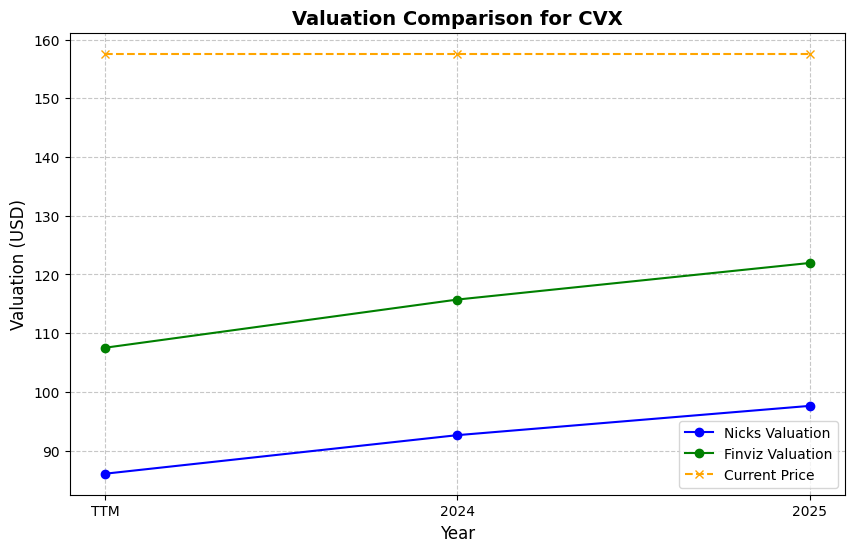 Valuation Comparison for CVX
160
150
140
130
120
110
100
90
Valuation (USD)
TTM
2024
2025
Year
Nicks Valuation
Finviz Valuation
Current Price